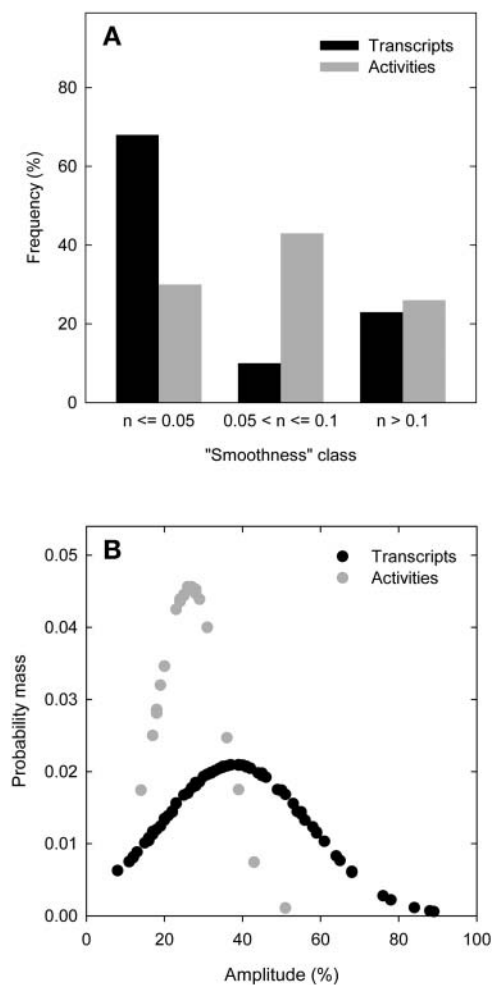 A
Transcripts
Activities
80
60
40
20
0
Frequency (%)
n <= 0.05
0.05 < n <= 0.1
n > 0.1
"Smoothness" class
B
Transcripts
Activities
0.05
0.04
0.03
0.02
0.01
0.00
Probability mass
0
20
40
60
80
100
Amplitude (%)